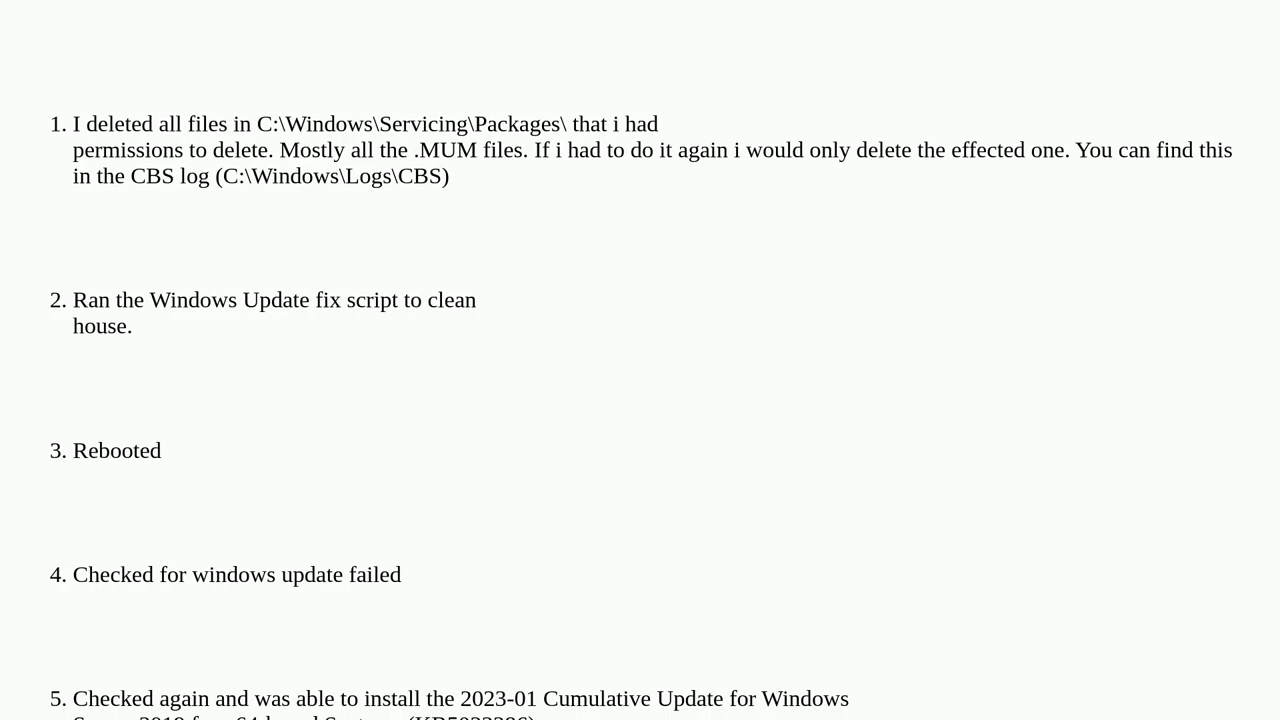 1. I deleted all files in C:\Windows\Servicing\Packages\ that i had
permissions to delete. Mostly all the .MUM files. If i had to do it again i would only delete the effected one. You can find this
in the CBS log (C:\Windows\Logs\CBS)
2. Ran the Windows Update fix script to clean
house.
3. Rebooted
4. Checked for windows update failed
5. Checked again and was able to install the 2023-01 Cumulative Update for Windows